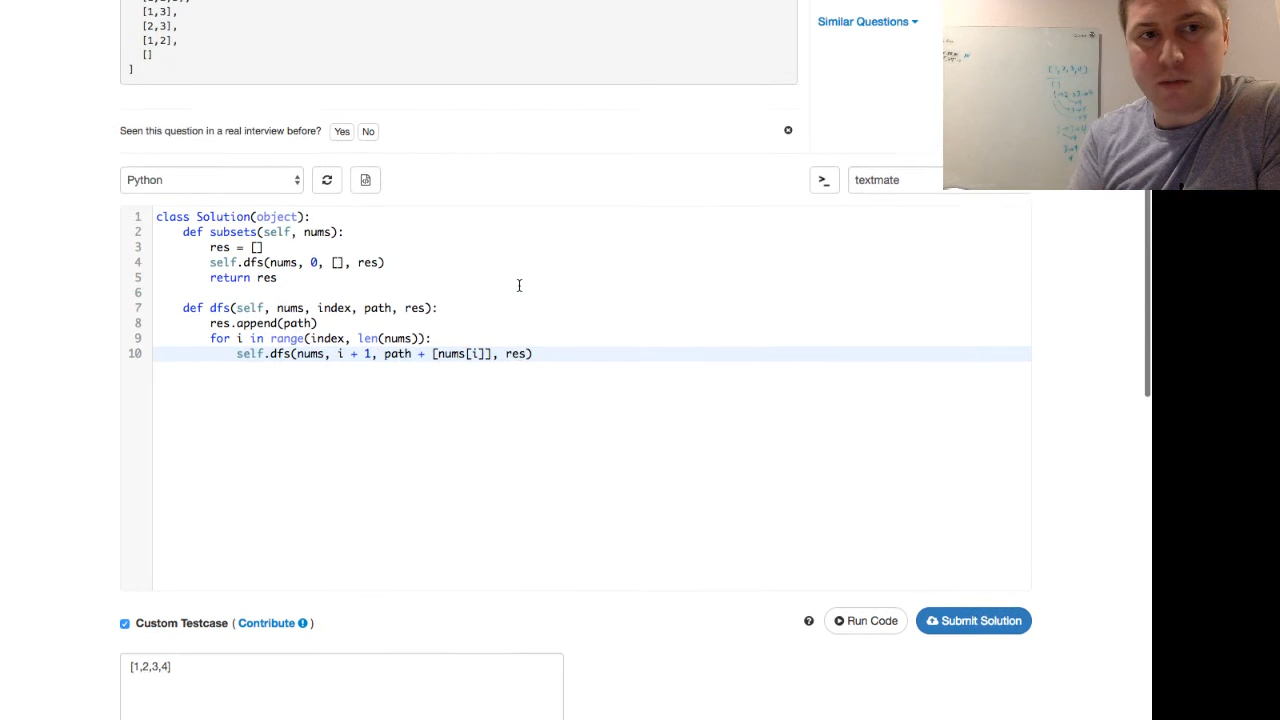 [1,3],
[2,3],
[1,2],
[]
]
Similar Questions
Seen this question in a real interview before? Yes No
Python
>_
textmate
1 class Solution(object):
2     def subsets(self, nums):
3         res = []
4         self.dfs(nums, 0, [], res)
5         return res
6
7     def dfs(self, nums, index, path, res):
8         res.append(path)
9         for i in range(index, len(nums)):
10             self.dfs(nums, i + 1, path + [nums[i]], res)
Custom Testcase ( Contribute )
Run Code
Submit Solution
[1,2,3,4]